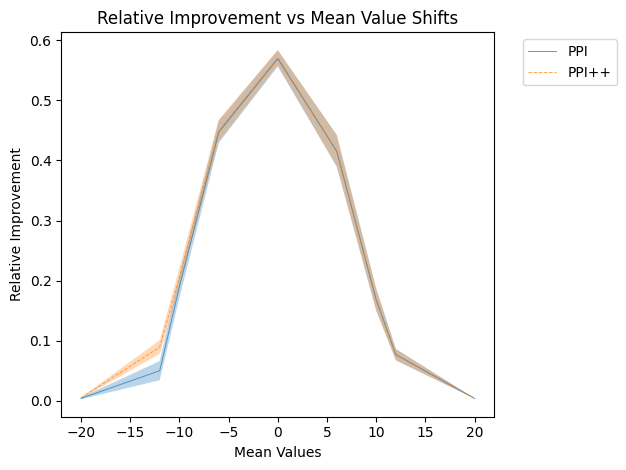 Relative Improvement vs Mean Value Shifts
PPI
PPI++
Relative Improvement
0.6
0.5
0.4
0.3
0.2
0.1
0.0
−20 −15 −10 −5 0 5 10 15 20
Mean Values